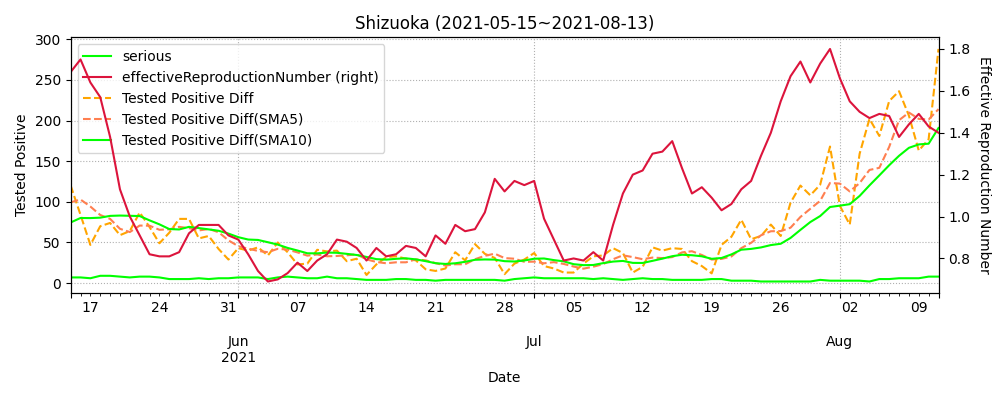 Shizuoka (2021-05-15~2021-08-13)
serious
effectiveReproductionNumber (right)
Tested Positive Diff
Tested Positive Diff(SMA5)
Tested Positive Diff(SMA10)
Tested Positive
300
250
200
150
100
50
0
1.8
1.6
1.4
1.2
1.0
0.8
Effective Reproduction Number
17 24 31 07 14 21 28 05 12 19 26 02 09
Jun Jul Aug
2021
Date